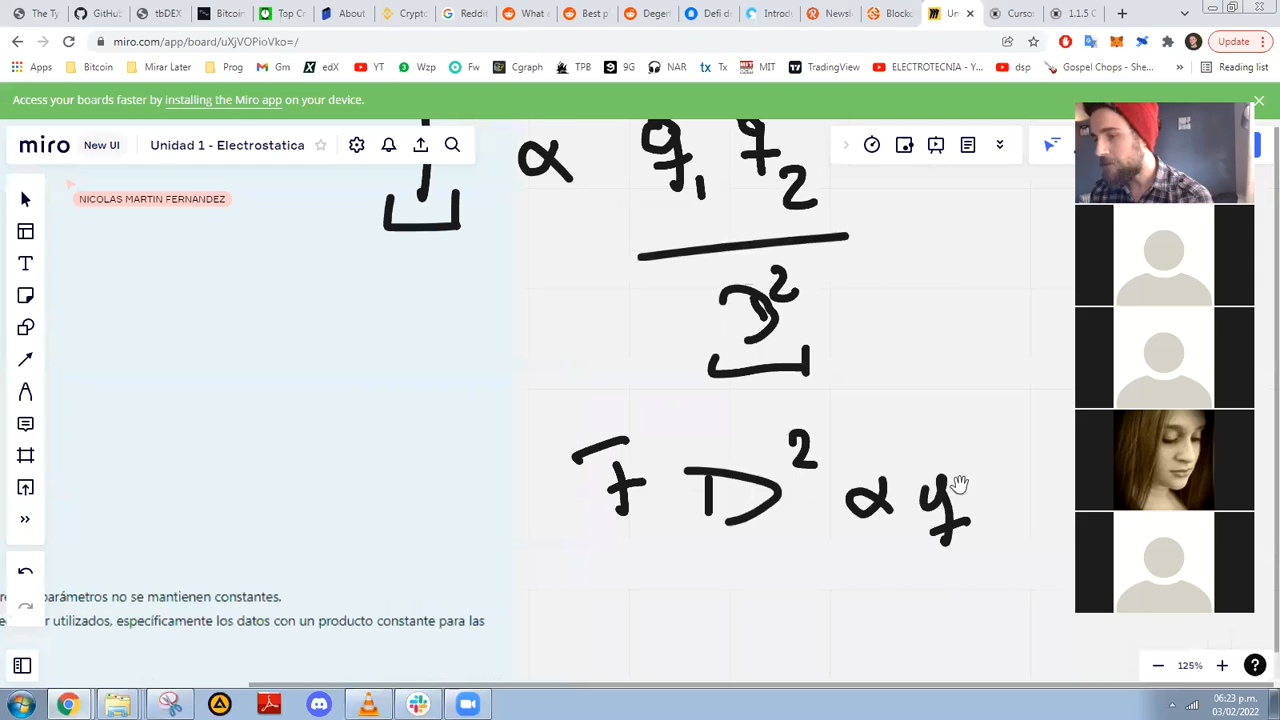 The Ty
tbDEX
Bitcoin
Top Cr
About
Crypto
Reddi
What
Best p
Deger
Defi d
Introd
Newsl
Blocka
Un
Curso
1.1.5 C
miro.com/app/board/uXjVOPioVko=/
Update
Apps
Bitcoin
Mirar Later
Prog
Gm
edX
YT
Wzp
Fw
Cgraph
TPB
9G
NAR
Tx
MIT
TradingView
ELECTROTECNIA —...
dsp
Gospel Chops - She...
»
Reading list
Access your boards faster by installing the Miro app on your device.
miro
New UI
Unidad 1 - Electrostatica
NICOLAS MARTIN FERNANDEZ
α q1 q2
D2
F D2 α q
parámetros no se mantienen constantes.
utilizados, específicamente los datos con un producto constante para las
125%
06:23 p.m.
03/02/2022